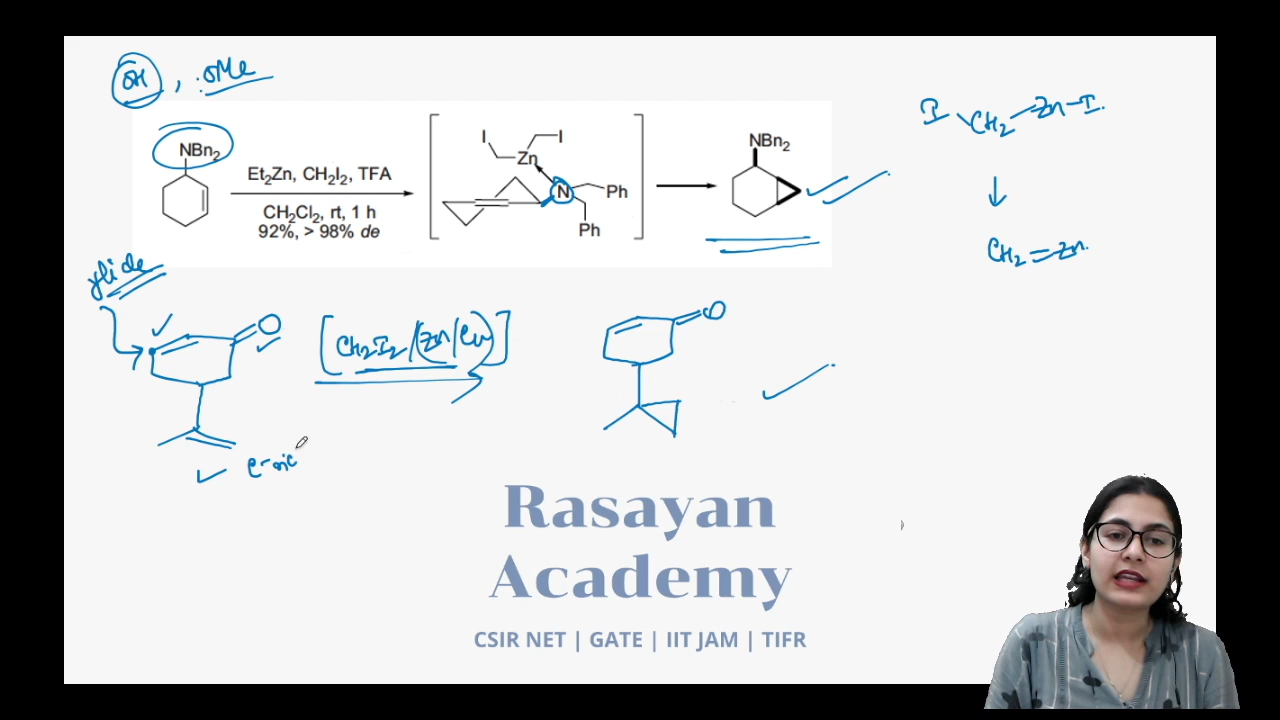 OH, :OMe
NBn2
Et2Zn, CH2I2, TFA
CH2Cl2, rt, 1 h
92%, > 98% de
I
I
Zn
N
Ph
Ph
NBn2
I
CH2
Zn-I
CH2=Zn
ylide
O
[CH2I2/(Zn/Cu)]
O
e-ric
Rasayan
Academy
CSIR NET | GATE | IIT JAM | TIFR